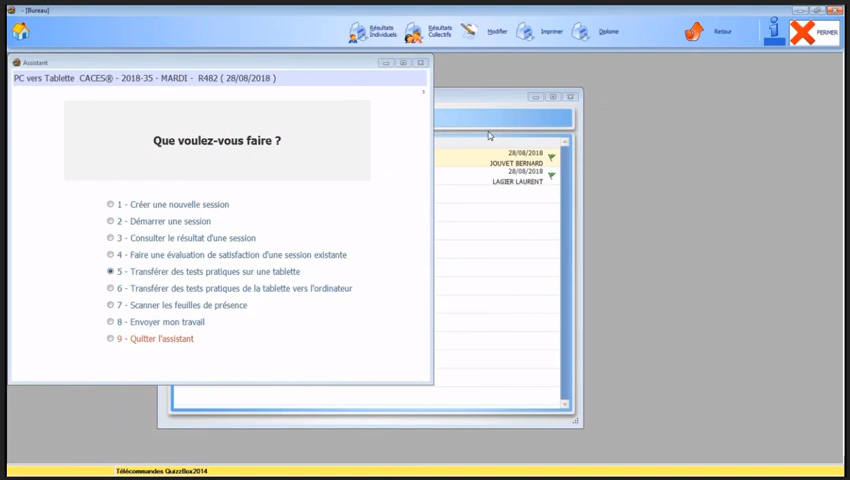 - [Bureau]
Résultats
Individuels
Résultats
Collectifs
Modifier
Imprimer
Diplome
Retour
FERMER
Assistant
PC vers Tablette CACES® - 2018-35 - MARDI - R482 ( 28/08/2018 )
Que voulez-vous faire ?
1 - Créer une nouvelle session
2 - Démarrer une session
3 - Consulter le résultat d'une session
4 - Faire une évaluation de satisfaction d'une session existante
5 - Transférer des tests pratiques sur une tablette
6 - Transférer des tests pratiques de la tablette vers l'ordinateur
7 - Scanner les feuilles de présence
8 - Envoyer mon travail
9 - Quitter l'assistant
28/08/2018
JOUVET BERNARD
28/08/2018
LAGIER LAURENT
Télécommandes QuizzBox2014